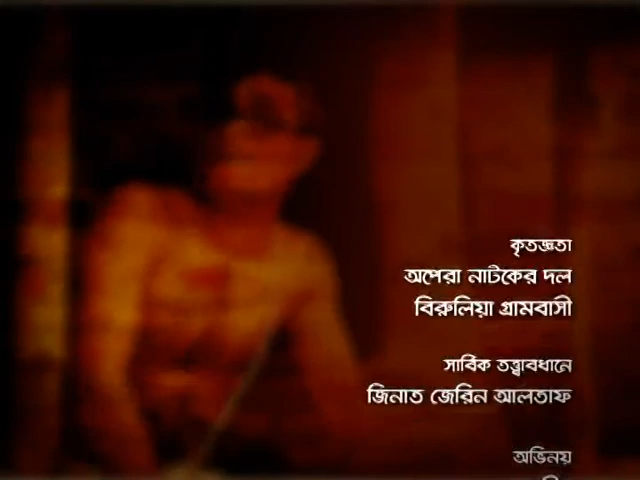 কৃতজ্ঞতা
অপেরা নাটকের দল
বিরুলিয়া গ্রামবাসী
সার্বিক তত্ত্বাবধানে
জিনাত জেরিন আলতাফ
অভিনয়